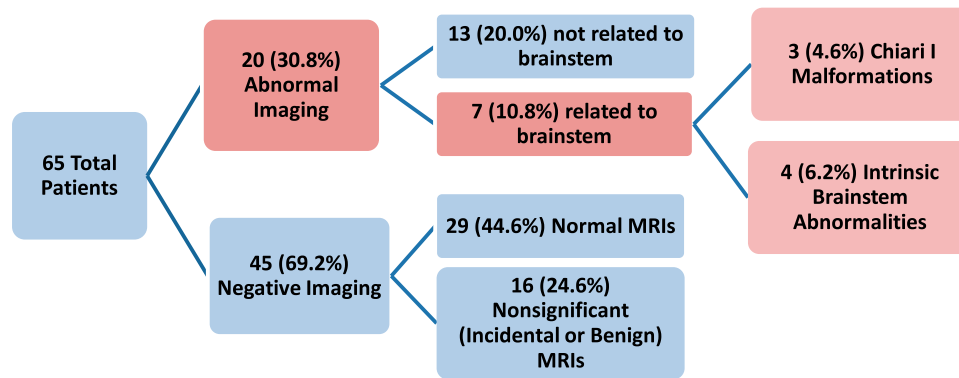 65 Total
Patients
20 (30.8%)
Abnormal
Imaging
45 (69.2%)
Negative Imaging
13 (20.0%) not related to
brainstem
7 (10.8%) related to
brainstem
29 (44.6%) Normal MRIs
16 (24.6%)
Nonsignificant
(Incidental or Benign)
MRIs
3 (4.6%) Chiari I
Malformations
4 (6.2%) Intrinsic
Brainstem
Abnormalities